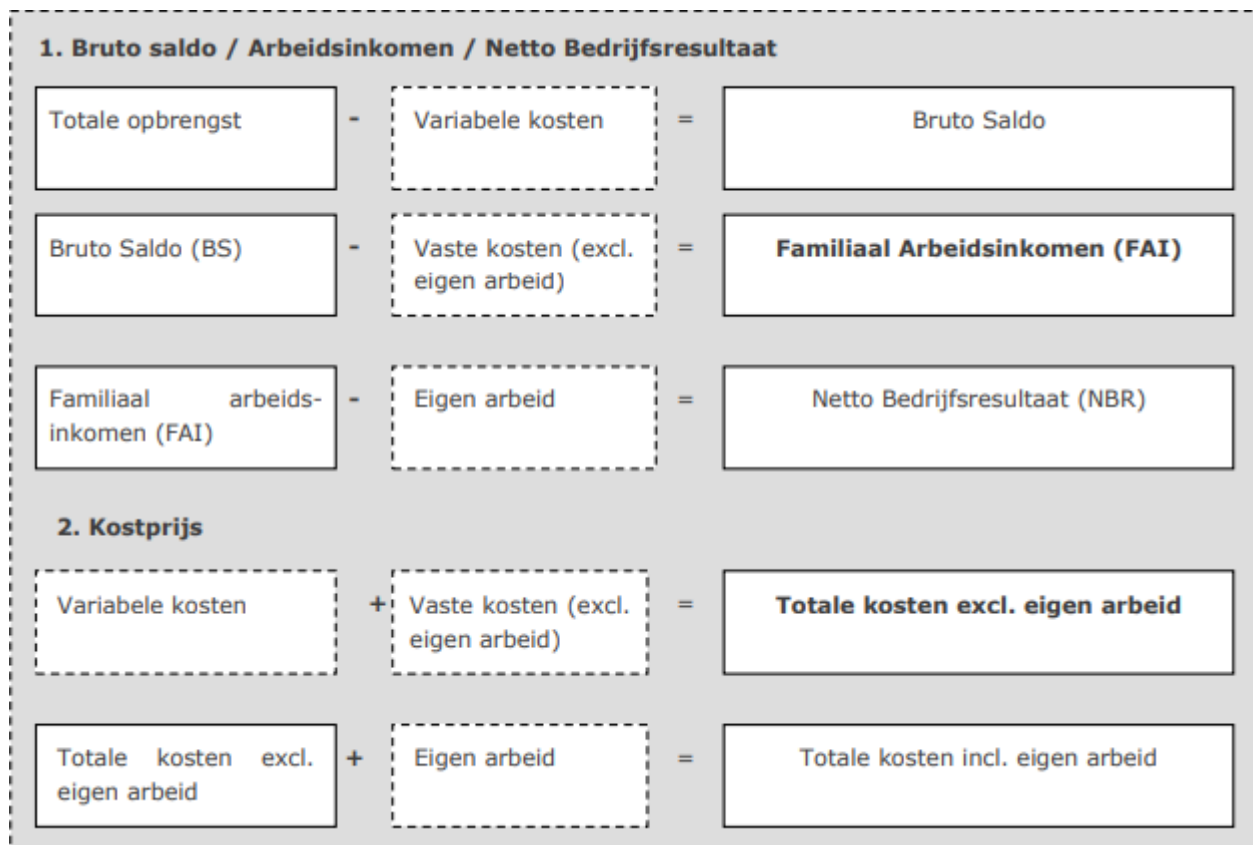 1. Bruto saldo / Arbeidsinkomen / Netto Bedrijfsresultaat
Totale opbrengst - Variabele kosten = Bruto Saldo
Bruto Saldo (BS) - Vaste kosten (excl. = Familiaal Arbeidsinkomen (FAI)
eigen arbeid)
Familiaal arbeids- - Eigen arbeid = Netto Bedrijfsresultaat (NBR)
inkomen (FAI)
2. Kostprijs
Variabele kosten + Vaste kosten (excl. = Totale kosten excl. eigen arbeid
eigen arbeid)
Totale kosten excl. + Eigen arbeid = Totale kosten incl. eigen arbeid
eigen arbeid